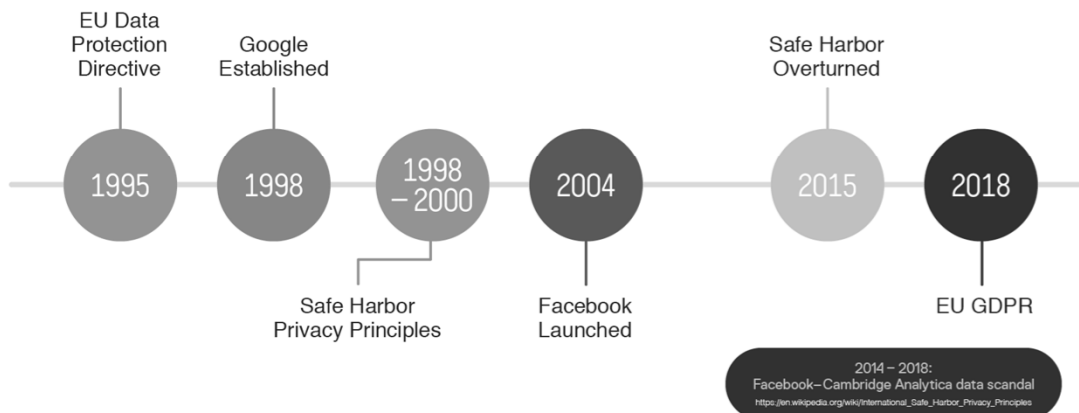 EU Data
Protection
Directive
Google
Established
Safe Harbor
Overturned
1995
1998
1998
– 2000
2004
2015
2018
Safe Harbor
Privacy Principles
Facebook
Launched
EU GDPR
2014 – 2018:
Facebook–Cambridge Analytica data scandal
https://en.wikipedia.org/wiki/International_Safe_Harbor_Privacy_Principles